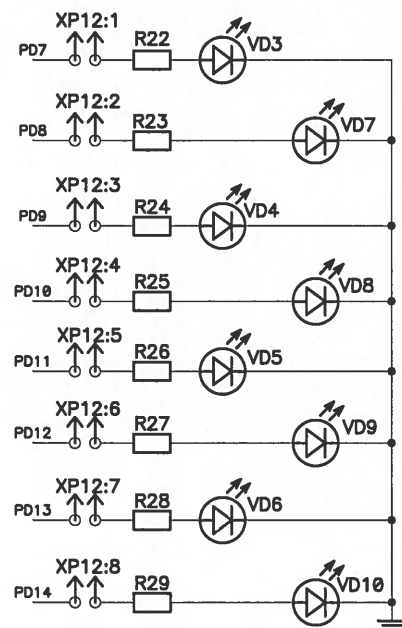 XP12:1
PD7 R22 VD3
XP12:2
PD8 R23 VD7
XP12:3
PD9 R24 VD4
XP12:4
PD10 R25 VD8
XP12:5
PD11 R26 VD5
XP12:6
PD12 R27 VD9
XP12:7
PD13 R28 VD6
XP12:8
PD14 R29 VD10